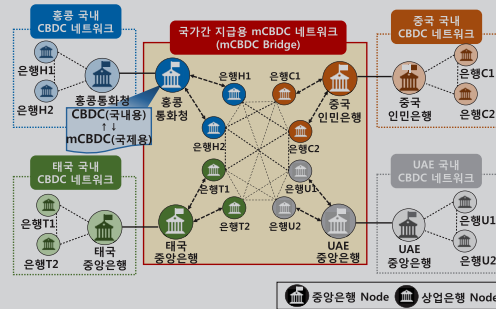 홍콩 국내
CBDC 네트워크
은행H1
은행H2
홍콩통화청
CBDC(국내용)
↑↓
mCBDC(국제용)
국가간 지급용 mCBDC 네트워크
(mCBDC Bridge)
홍콩
통화청
은행H1
은행H2
은행C1
은행C2
중국
인민은행
은행T1
은행T2
태국
중앙은행
은행U1
은행U2
UAE
중앙은행
중국 국내
CBDC 네트워크
중국
인민은행
은행C1
은행C2
태국 국내
CBDC 네트워크
은행T1
은행T2
태국
중앙은행
UAE 국내
CBDC 네트워크
UAE
중앙은행
은행U1
은행U2
중앙은행 Node
상업은행 Node